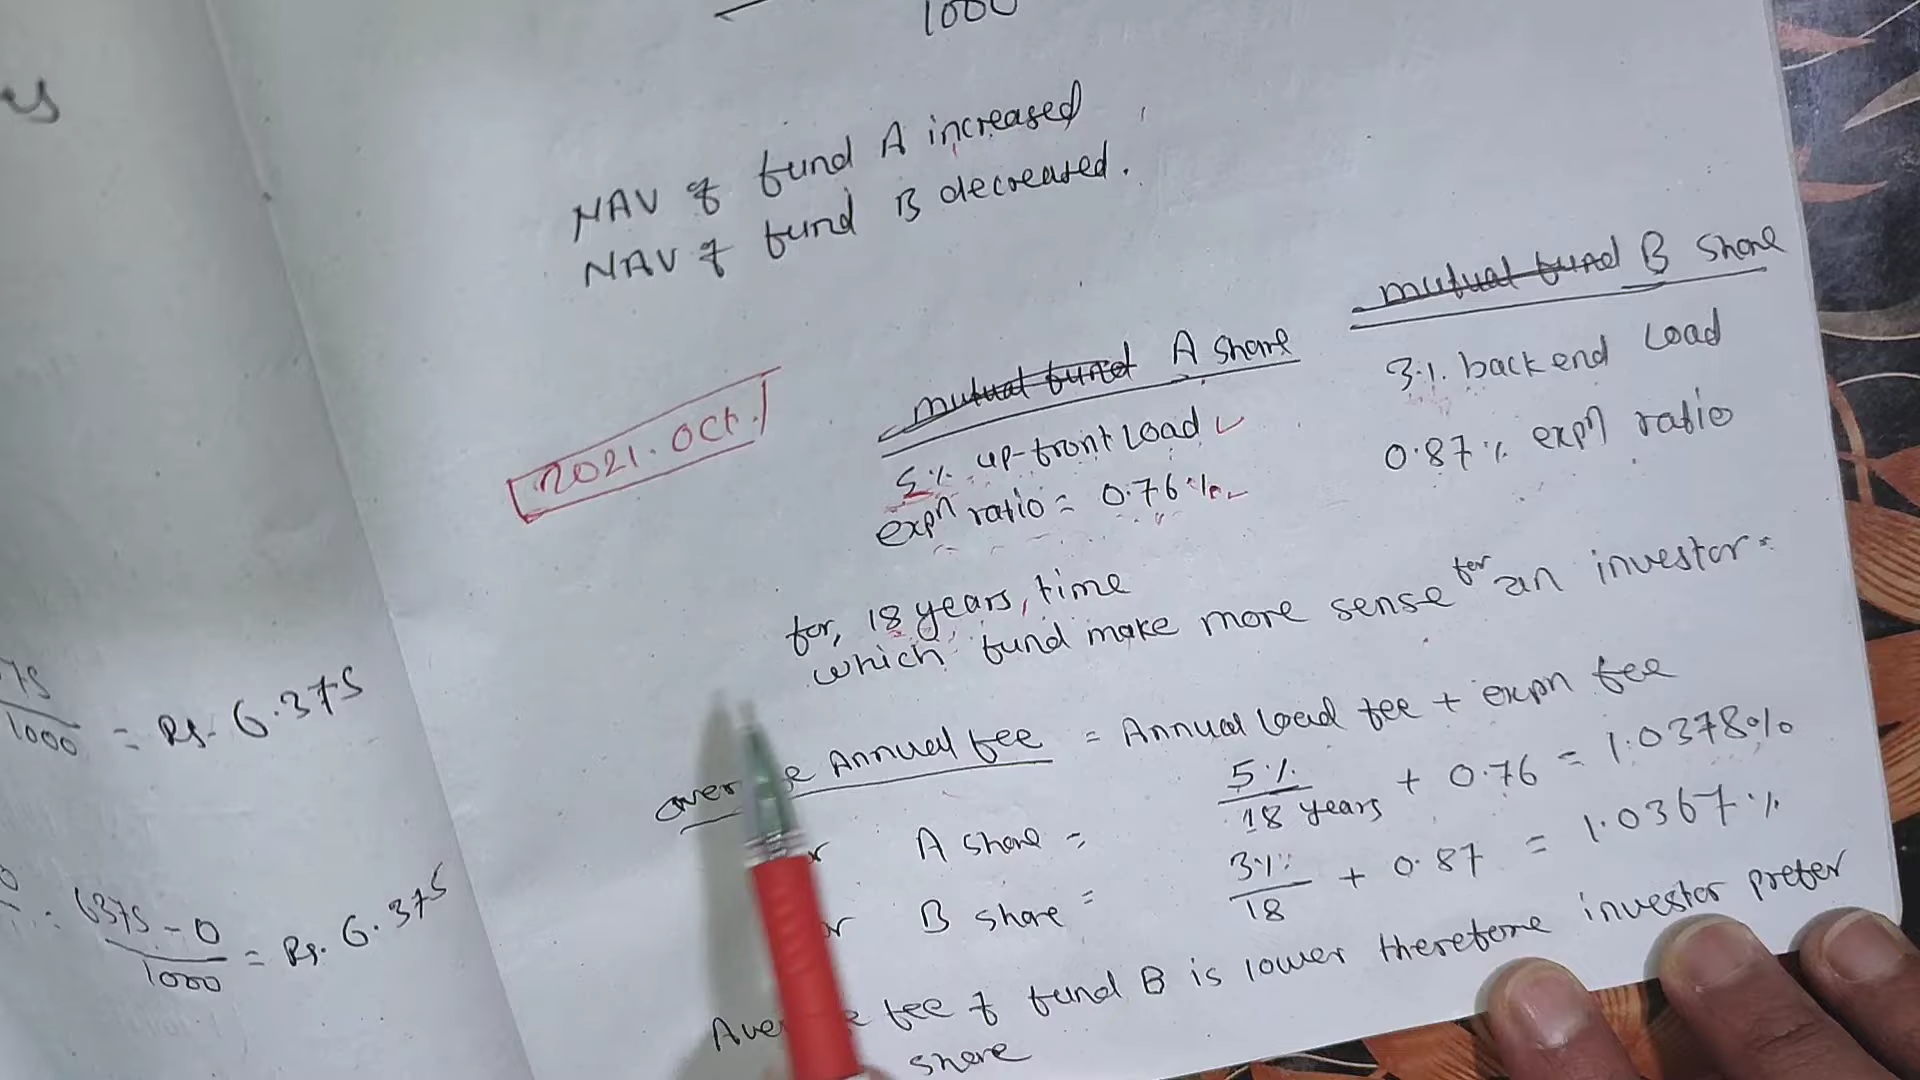 1000
NAV of fund A increased
NAV of fund B decreased.
2021. Oct.
mutual fund A share
5% up-front Load
expn ratio = 0.76%
mutual fund B share
3% backend Load
0.87% expn ratio
for, 18 years, time
which fund make more sense for an investor =
Annual fee = Annual Load fee + expn fee
A share = 5% / 18 years + 0.76 = 1.0378%
B share = 3% / 18 + 0.87 = 1.0367%
fee of fund B is lower therefore investor prefer
share
75 / 1000 = Rs. 6.375
6375 - 0 / 1000 = Rs. 6.375